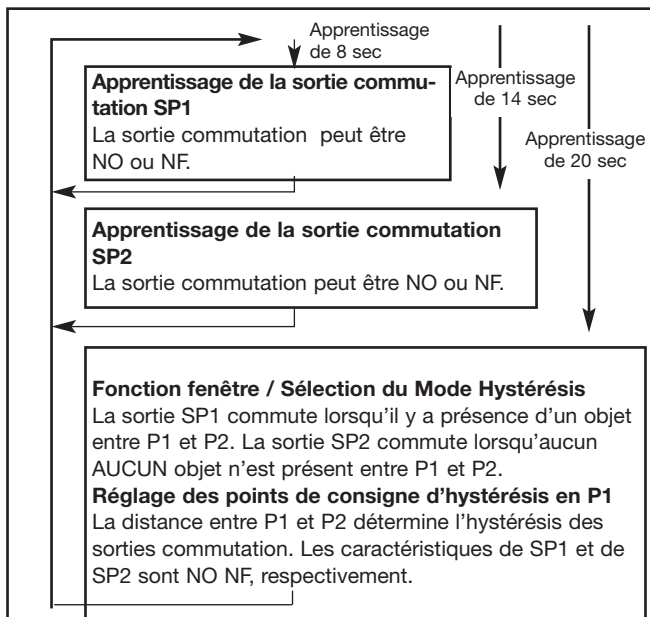 Apprentissage
de 8 sec
Apprentissage de la sortie commu-
tation SP1
La sortie commutation peut être
NO ou NF.
Apprentissage
de 14 sec
Apprentissage
de 20 sec
Apprentissage de la sortie commutation
SP2
La sortie commutation peut être NO ou NF.
Fonction fenêtre / Sélection du Mode Hystérésis
La sortie SP1 commute lorsqu'il y a présence d'un objet
entre P1 et P2. La sortie SP2 commute lorsqu'aucun
AUCUN objet n'est présent entre P1 et P2.
Réglage des points de consigne d'hystérésis en P1
La distance entre P1 et P2 détermine l'hystérésis des
sorties commutation. Les caractéristiques de SP1 et de
SP2 sont NO NF, respectivement.